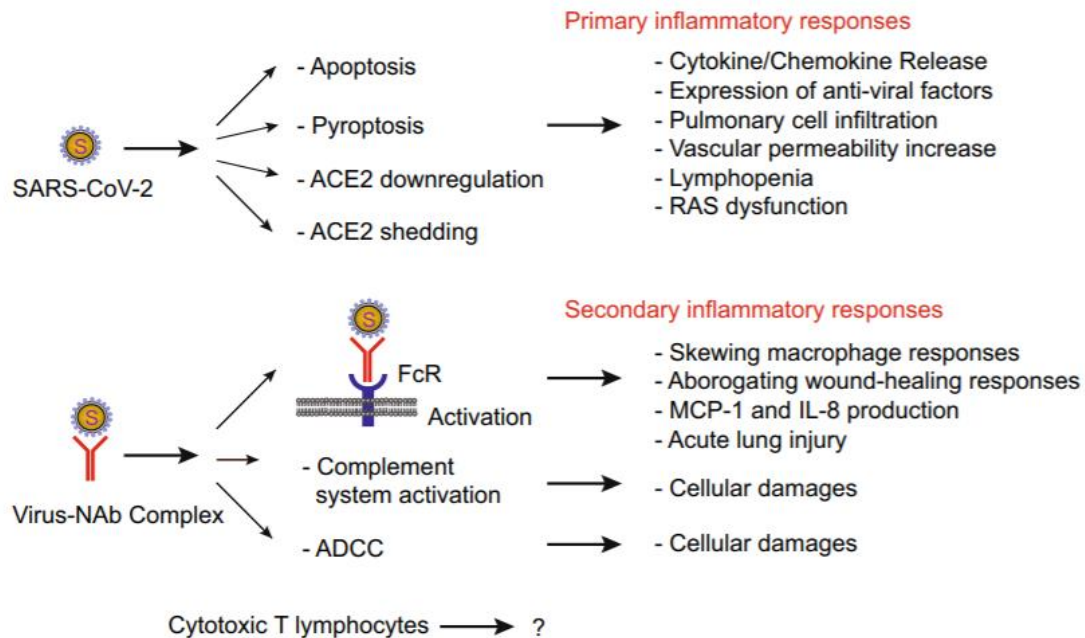 Primary inflammatory responses
- Apoptosis
- Pyroptosis
- ACE2 downregulation
- ACE2 shedding
S
SARS-CoV-2
- Cytokine/Chemokine Release
- Expression of anti-viral factors
- Pulmonary cell infiltration
- Vascular permeability increase
- Lymphopenia
- RAS dysfunction
Secondary inflammatory responses
S
FcR
Activation
S
Virus-NAb Complex
- Complement
system activation
- ADCC
- Skewing macrophage responses
- Aborogating wound-healing responses
- MCP-1 and IL-8 production
- Acute lung injury
- Cellular damages
- Cellular damages
Cytotoxic T lymphocytes ?